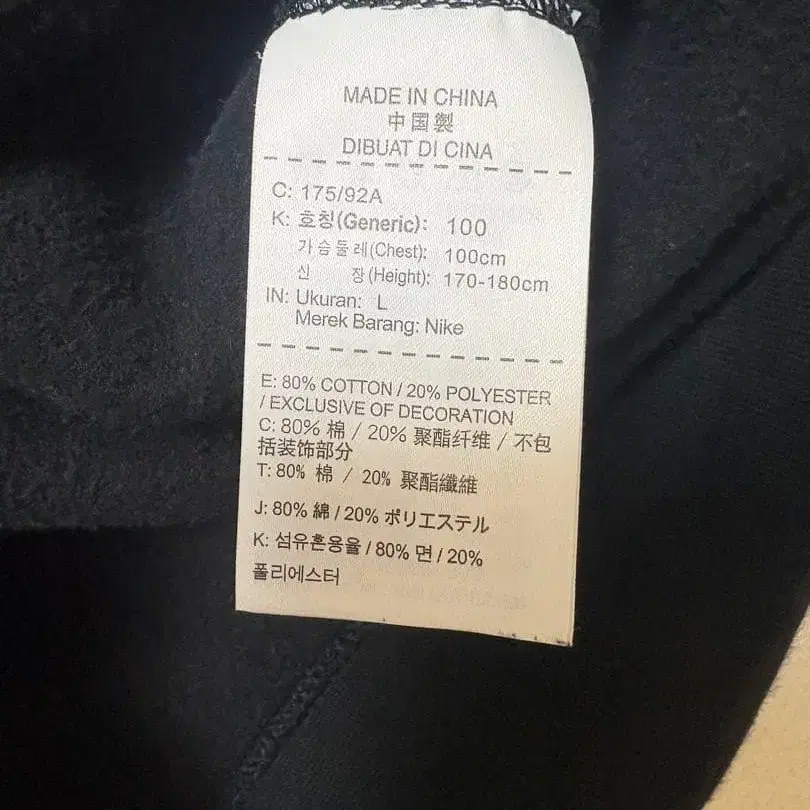 MADE IN CHINA
中国製
DIBUAT DI CINA
C: 175/92A
K: 호칭(Generic): 100
가슴둘레(Chest): 100cm
신 장(Height): 170-180cm
IN: Ukuran: L
Merek Barang: Nike
E: 80% COTTON / 20% POLYESTER
/ EXCLUSIVE OF DECORATION
C: 80% 棉 / 20% 聚酯纤维 / 不包
括装饰部分
T: 80% 棉 / 20% 聚酯纖維
J: 80% 綿 / 20% ポリエステル
K: 섬유혼용율 / 80% 면 / 20%
폴리에스터